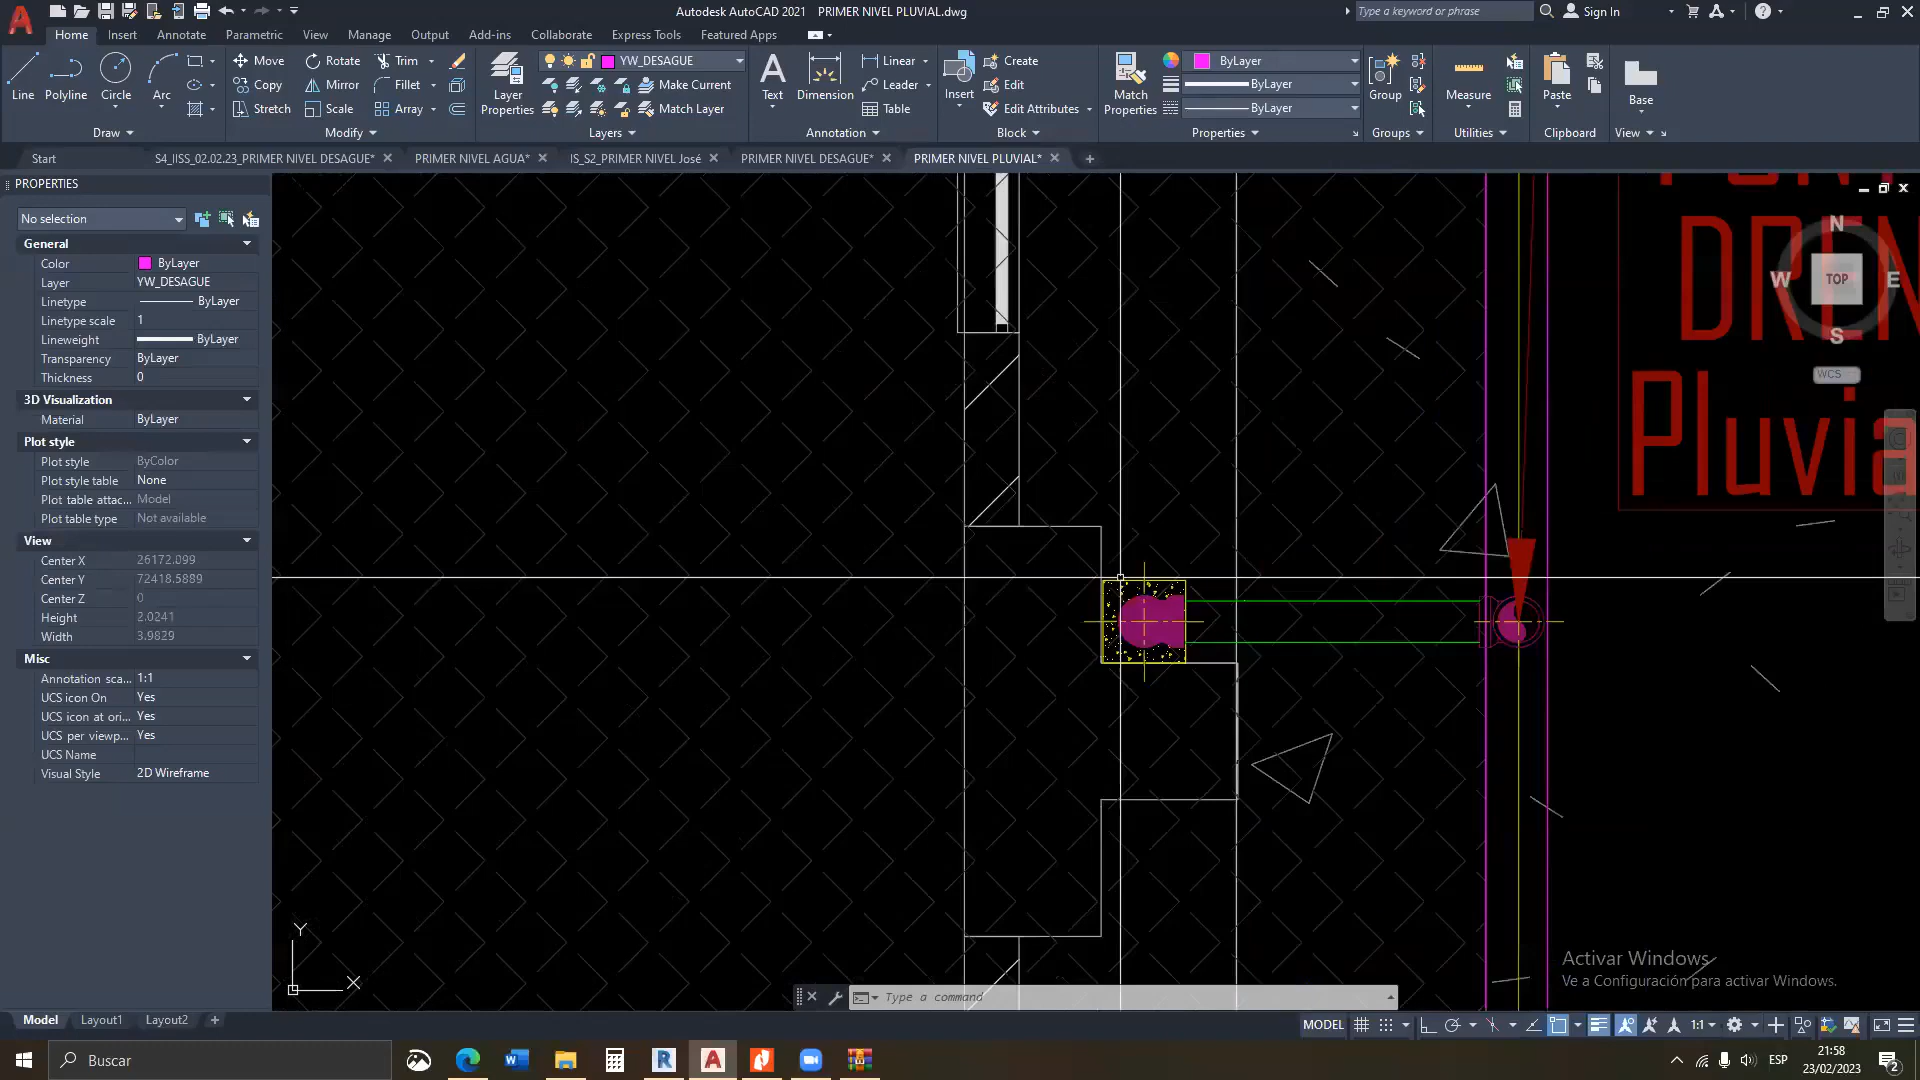 Autodesk AutoCAD 2021 PRIMER NIVEL PLUVIAL.dwg
Type a keyword or phrase
Sign In
Home Insert Annotate Parametric View Manage Output Add-ins Collaborate Express Tools Featured Apps
Line Polyline Circle Arc
Move Rotate Trim
Copy Mirror Fillet
Stretch Scale Array
Layer Properties
YW_DESAGUE
Make Current
Match Layer
Text Dimension
Linear
Leader
Table
Insert
Create
Edit
Edit Attributes
Match Properties
ByLayer
ByLayer
ByLayer
Group Measure Paste Base
Draw Modify Layers Annotation Block Properties Groups Utilities Clipboard View
Start S4_IISS_02.02.23_PRIMER NIVEL DESAGUE* PRIMER NIVEL AGUA* IS_S2_PRIMER NIVEL José PRIMER NIVEL DESAGUE* PRIMER NIVEL PLUVIAL*
PROPERTIES
No selection
General
Color ByLayer
Layer YW_DESAGUE
Linetype ByLayer
Linetype scale 1
Lineweight ByLayer
Transparency ByLayer
Thickness 0
3D Visualization
Material ByLayer
Plot style
Plot style ByColor
Plot style table None
Plot table attac... Model
Plot table type Not available
View
Center X 26172.099
Center Y 72418.5889
Center Z 0
Height 2.0241
Width 3.9829
Misc
Annotation sca... 1:1
UCS icon On Yes
UCS icon at ori... Yes
UCS per viewp... Yes
UCS Name
Visual Style 2D Wireframe
DREN
Pluvia
N
W TOP E
S
WCS
Y
X
Activar Windows
Ve a Configuración para activar Windows.
Type a command
Model Layout1 Layout2
MODEL 1:1
Buscar
ESP
21:58
23/02/2023
2